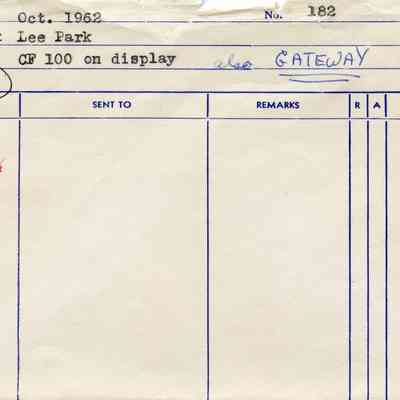 Oct. 1962 No. 182
Lee Park
CF 100 on display also GATEWAY
SENT TO REMARKS R A